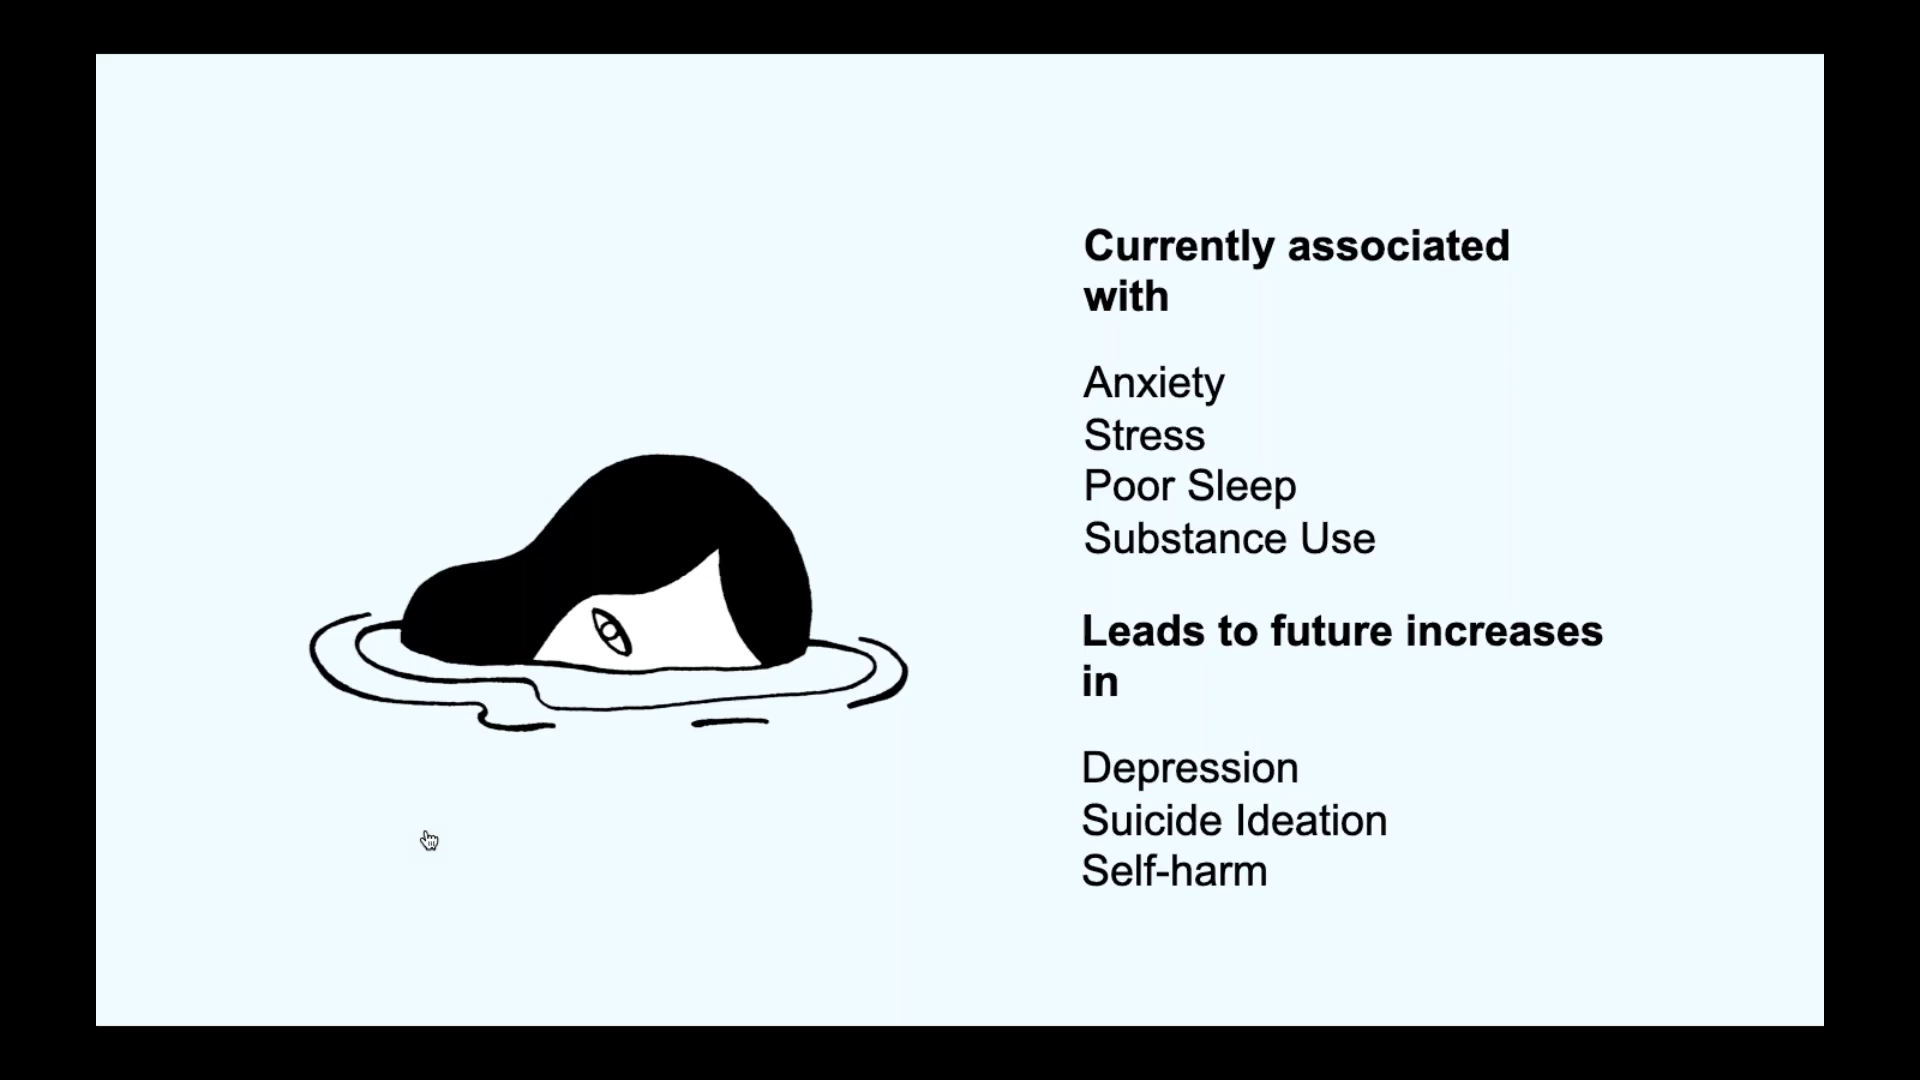 Currently associated
with
Anxiety
Stress
Poor Sleep
Substance Use
Leads to future increases
in
Depression
Suicide Ideation
Self-harm